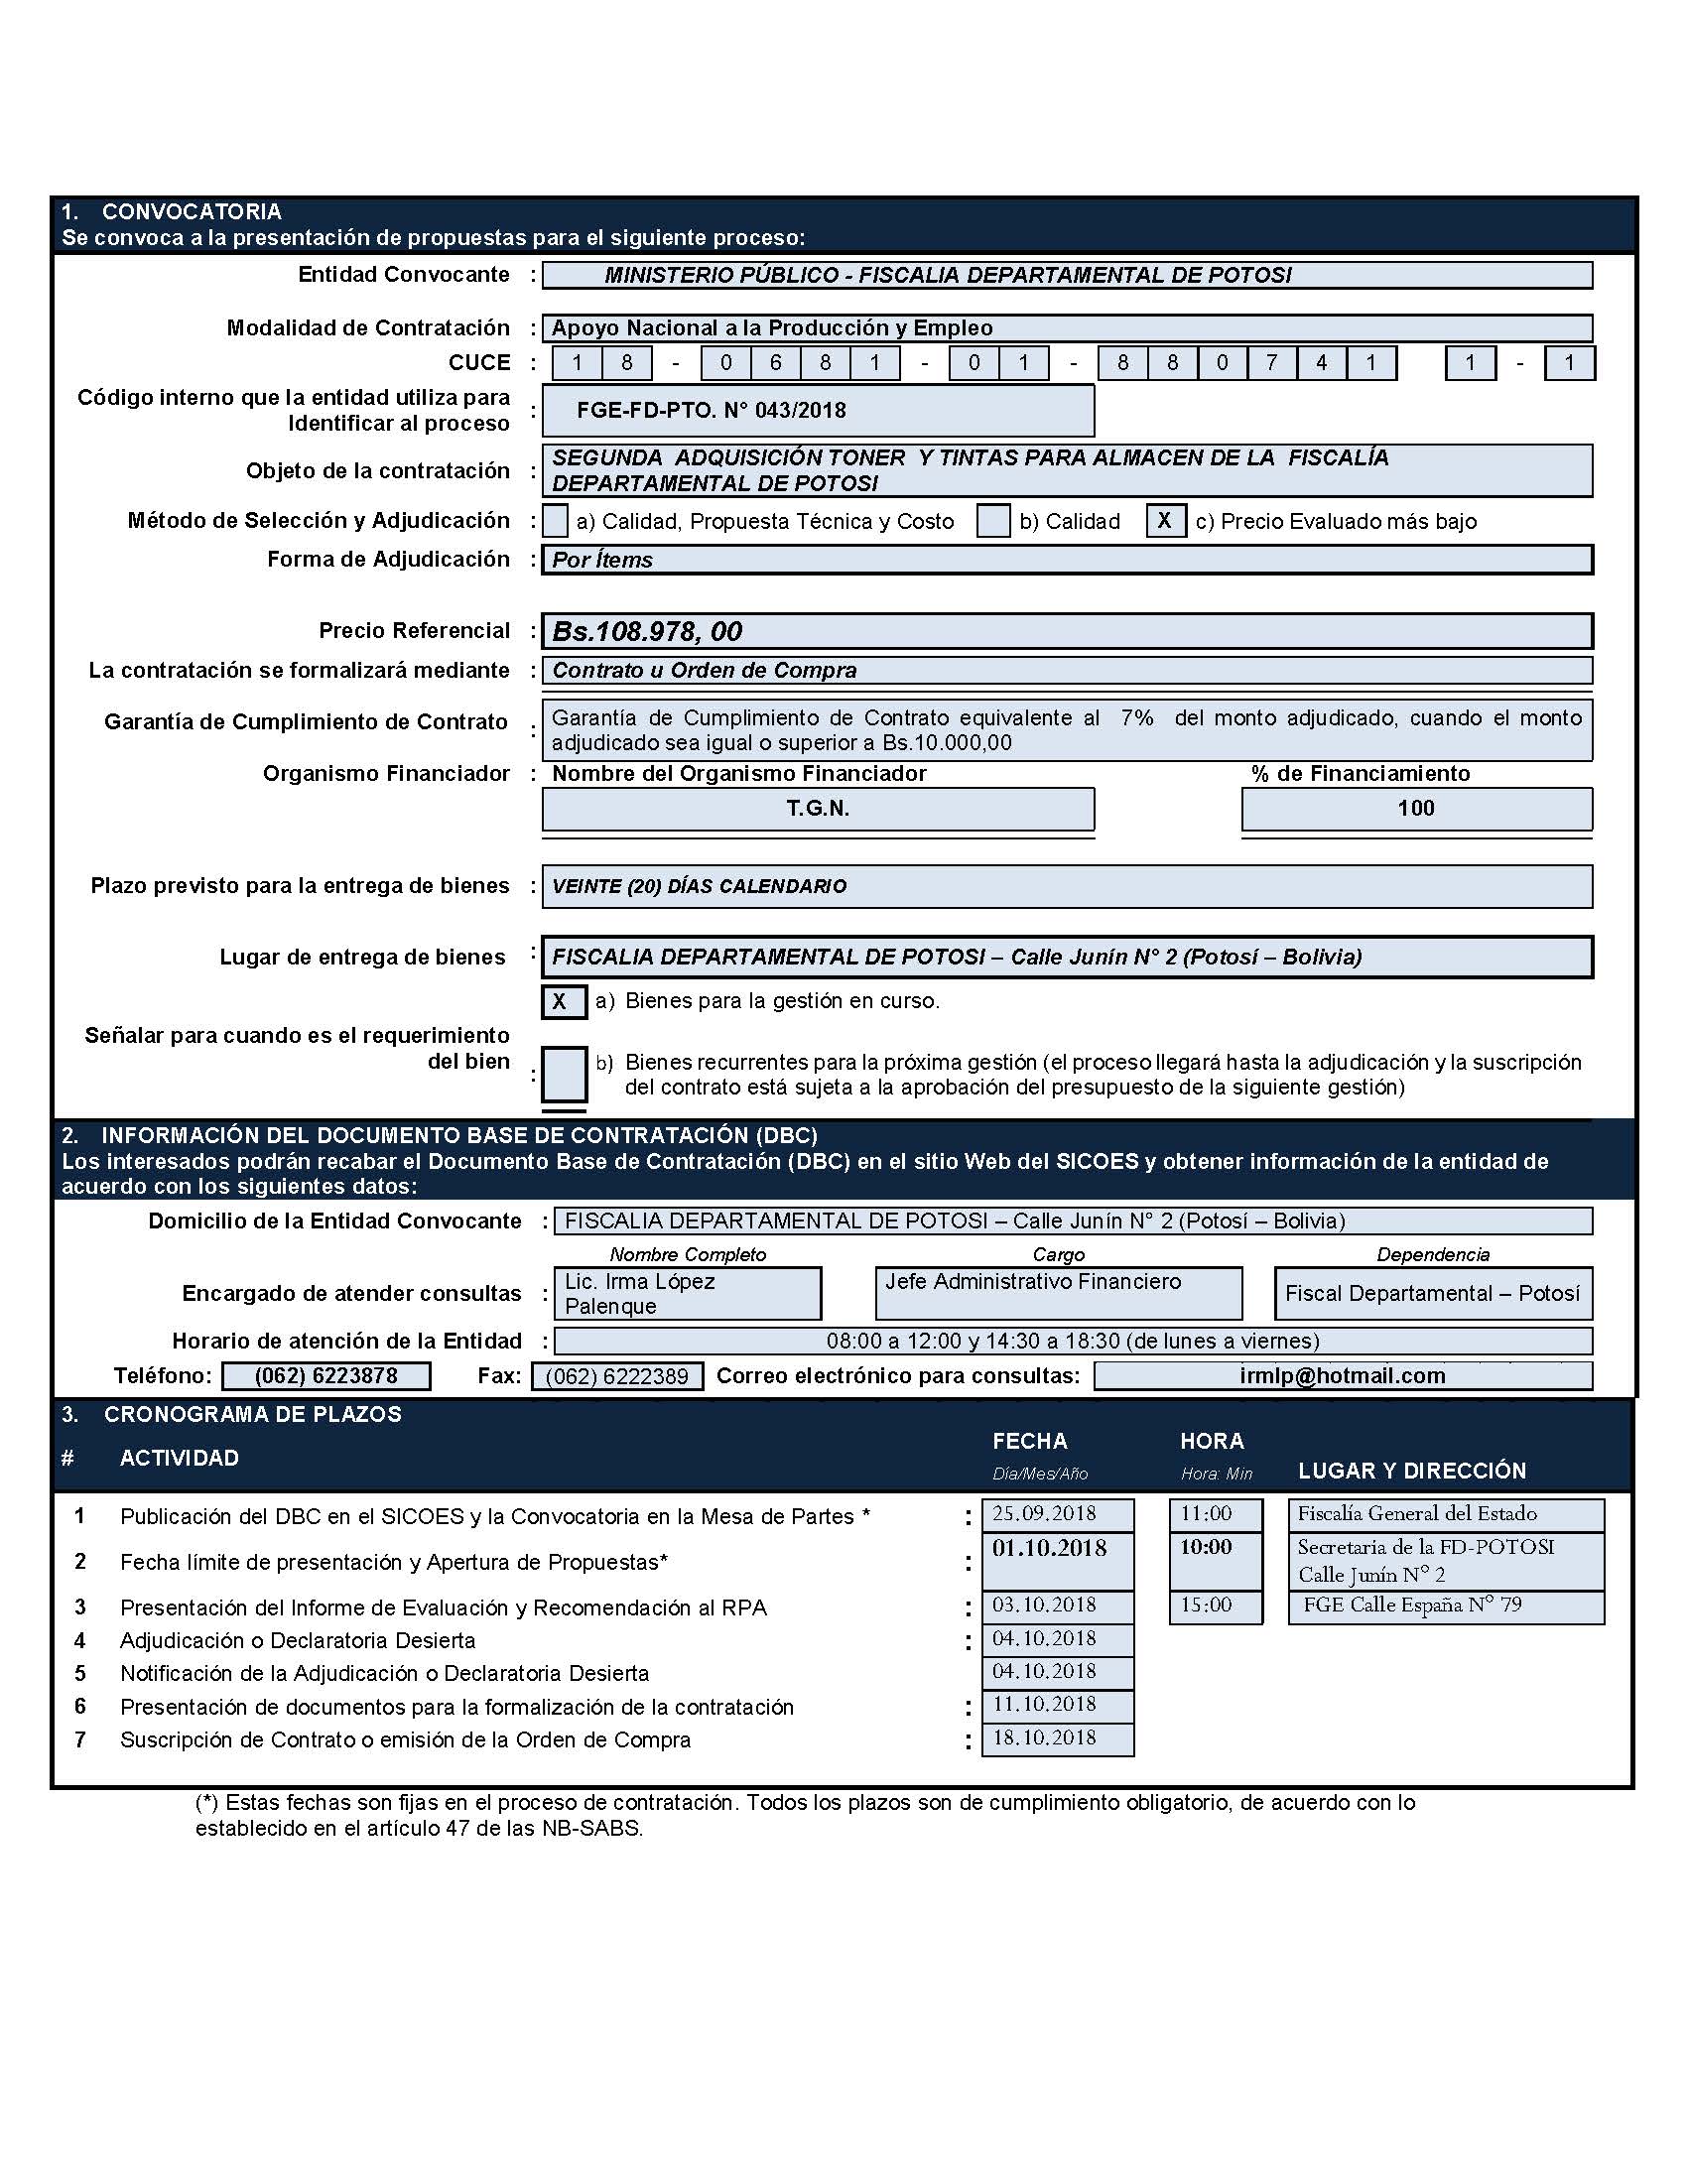 1. CONVOCATORIA
Se convoca a la presentación de propuestas para el siguiente proceso:
Entidad Convocante : MINISTERIO PÚBLICO - FISCALIA DEPARTAMENTAL DE POTOSI
Modalidad de Contratación : Apoyo Nacional a la Producción y Empleo
CUCE : 1 8 - 0 6 8 1 - 0 1 - 8 8 0 7 4 1 1 - 1
Código interno que la entidad utiliza para
Identificar al proceso : FGE-FD-PTO. N° 043/2018
Objeto de la contratación : SEGUNDA ADQUISICIÓN TONER Y TINTAS PARA ALMACEN DE LA FISCALÍA
DEPARTAMENTAL DE POTOSI
Método de Selección y Adjudicación : a) Calidad, Propuesta Técnica y Costo b) Calidad X c) Precio Evaluado más bajo
Forma de Adjudicación : Por Ítems
Precio Referencial : Bs.108.978, 00
La contratación se formalizará mediante : Contrato u Orden de Compra
Garantía de Cumplimiento de Contrato : Garantía de Cumplimiento de Contrato equivalente al 7% del monto adjudicado, cuando el monto
adjudicado sea igual o superior a Bs.10.000,00
Organismo Financiador : Nombre del Organismo Financiador % de Financiamiento
T.G.N. 100
Plazo previsto para la entrega de bienes : VEINTE (20) DÍAS CALENDARIO
Lugar de entrega de bienes : FISCALIA DEPARTAMENTAL DE POTOSI – Calle Junín N° 2 (Potosí – Bolivia)
X a) Bienes para la gestión en curso.
Señalar para cuando es el requerimiento
del bien : b) Bienes recurrentes para la próxima gestión (el proceso llegará hasta la adjudicación y la suscripción
del contrato está sujeta a la aprobación del presupuesto de la siguiente gestión)
2. INFORMACIÓN DEL DOCUMENTO BASE DE CONTRATACIÓN (DBC)
Los interesados podrán recabar el Documento Base de Contratación (DBC) en el sitio Web del SICOES y obtener información de la entidad de
acuerdo con los siguientes datos:
Domicilio de la Entidad Convocante : FISCALIA DEPARTAMENTAL DE POTOSI – Calle Junín N° 2 (Potosí – Bolivia)
Nombre Completo Cargo Dependencia
Encargado de atender consultas : Lic. Irma López Jefe Administrativo Financiero Fiscal Departamental – Potosí
Palenque
Horario de atención de la Entidad : 08:00 a 12:00 y 14:30 a 18:30 (de lunes a viernes)
Teléfono: (062) 6223878 Fax: (062) 6222389 Correo electrónico para consultas: irmlp@hotmail.com
3. CRONOGRAMA DE PLAZOS
# ACTIVIDAD FECHA HORA LUGAR Y DIRECCIÓN
Día/Mes/Año Hora: Min
1 Publicación del DBC en el SICOES y la Convocatoria en la Mesa de Partes * : 25.09.2018 11:00 Fiscalía General del Estado
2 Fecha límite de presentación y Apertura de Propuestas* : 01.10.2018 10:00 Secretaria de la FD-POTOSI
Calle Junín N° 2
3 Presentación del Informe de Evaluación y Recomendación al RPA : 03.10.2018 15:00 FGE Calle España N° 79
4 Adjudicación o Declaratoria Desierta : 04.10.2018
5 Notificación de la Adjudicación o Declaratoria Desierta 04.10.2018
6 Presentación de documentos para la formalización de la contratación : 11.10.2018
7 Suscripción de Contrato o emisión de la Orden de Compra : 18.10.2018
(*) Estas fechas son fijas en el proceso de contratación. Todos los plazos son de cumplimiento obligatorio, de acuerdo con lo
establecido en el artículo 47 de las NB-SABS.